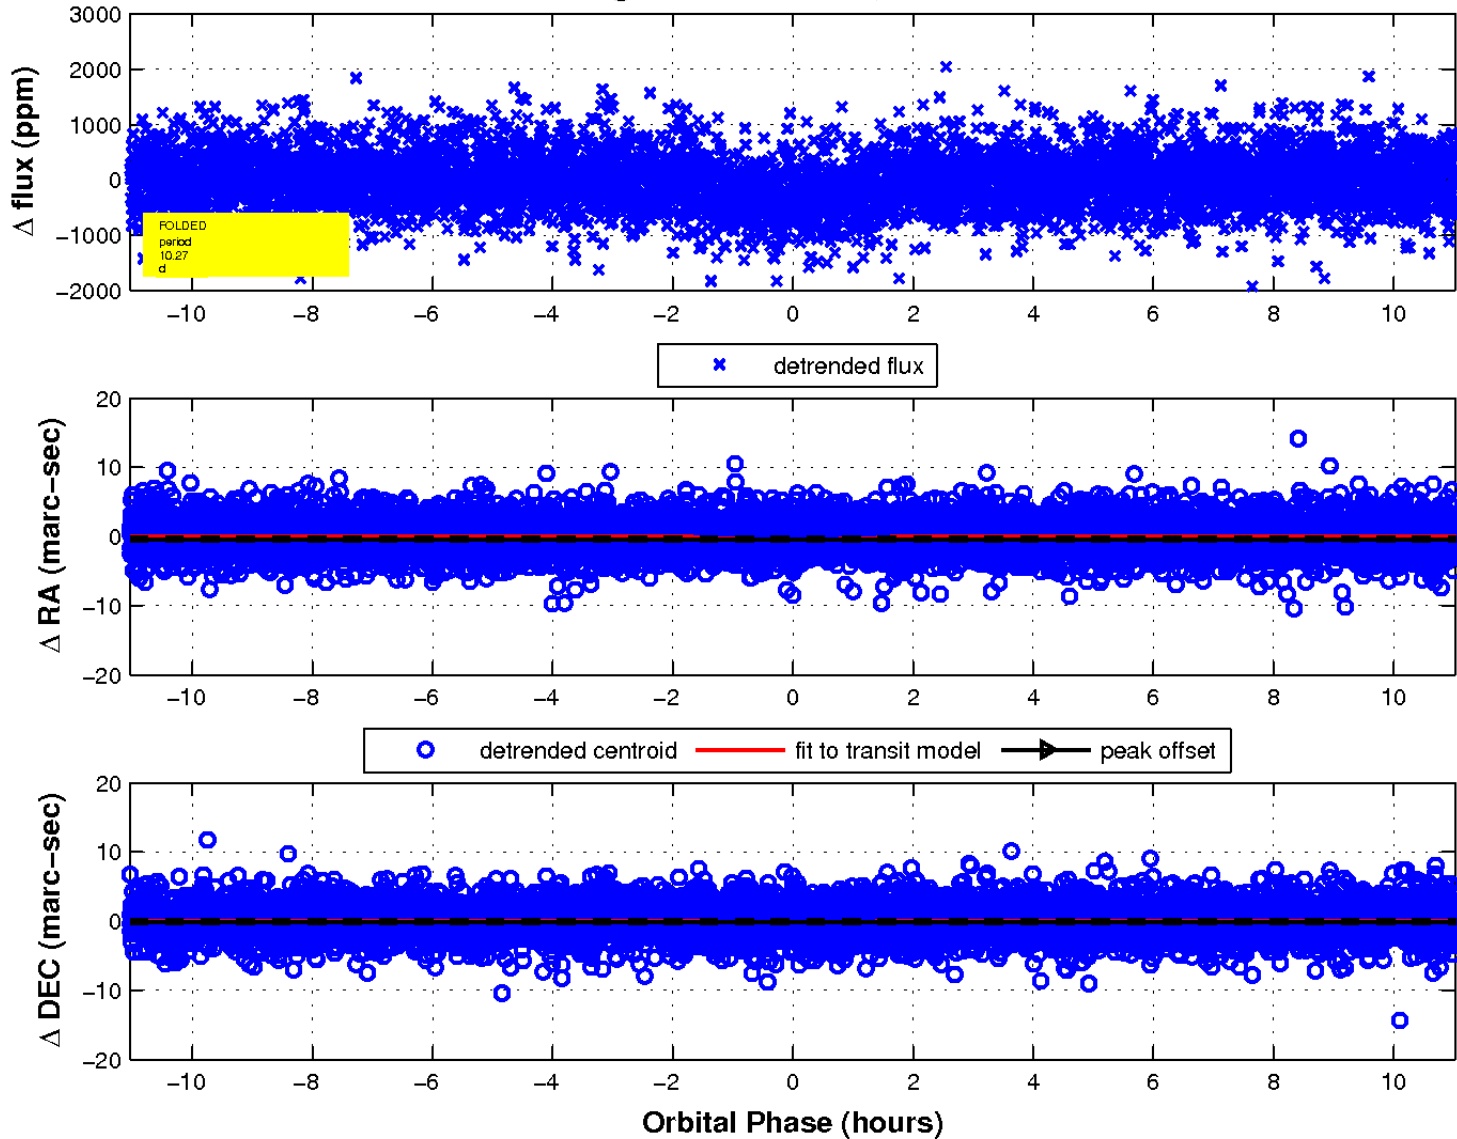 3000
2000
1000
0
−1000
−2000
Δ flux (ppm)
FOLDED
period
10.27
d
−10 −8 −6 −4 −2 0 2 4 6 8 10
detrended flux
20
10
0
−10
−20
Δ RA (marc−sec)
−10 −8 −6 −4 −2 0 2 4 6 8 10
detrended centroid fit to transit model peak offset
20
10
0
−10
−20
Δ DEC (marc−sec)
−10 −8 −6 −4 −2 0 2 4 6 8 10
Orbital Phase (hours)